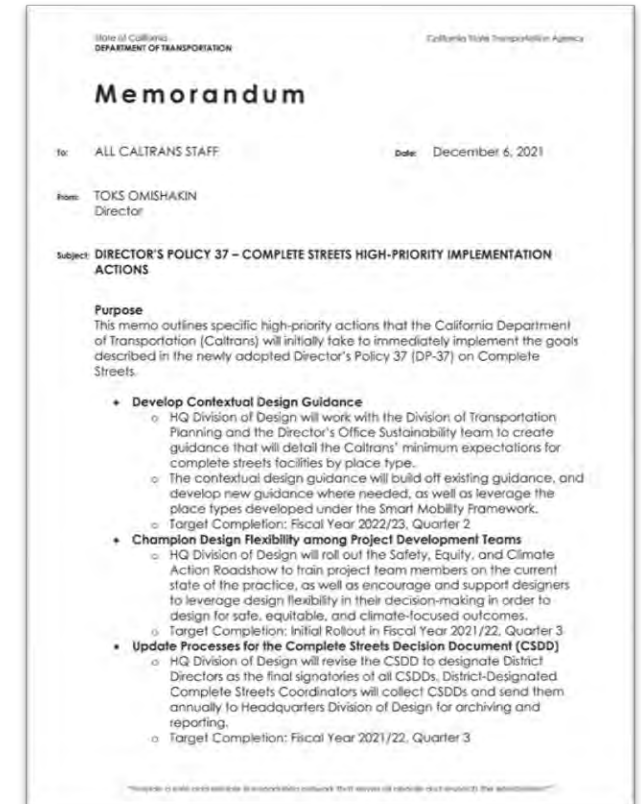 State of California California State Transportation Agency
DEPARTMENT OF TRANSPORTATION
Memorandum
To: ALL CALTRANS STAFF Date: December 6, 2021
From: TOKS OMISHAKIN
Director
Subject: DIRECTOR'S POLICY 37 – COMPLETE STREETS HIGH-PRIORITY IMPLEMENTATION
ACTIONS
Purpose
This memo outlines specific high-priority actions that the California Department
of Transportation (Caltrans) will initially take to immediately implement the goals
described in the newly adopted Director's Policy 37 (DP-37) on Complete
Streets.
• Develop Contextual Design Guidance
o HQ Division of Design will work with the Division of Transportation
Planning and the Director's Office Sustainability team to create
guidance that will detail the Caltrans' minimum expectations for
complete streets facilities by place type.
o The contextual design guidance will build off existing guidance, and
develop new guidance where needed, as well as leverage the
place types developed under the Smart Mobility Framework.
o Target Completion: Fiscal Year 2022/23, Quarter 2
• Champion Design Flexibility among Project Development Teams
o HQ Division of Design will roll out the Safety, Equity, and Climate
Action Roadshow to train project team members on the current
state of the practice, as well as encourage and support designers
to leverage design flexibility in their decision-making in order to
design for safe, equitable, and climate-focused outcomes.
o Target Completion: Initial Rollout in Fiscal Year 2021/22, Quarter 3
• Update Processes for the Complete Streets Decision Document (CSDD)
o HQ Division of Design will revise the CSDD to designate District
Directors as the final signatories of all CSDDs. District-Designated
Complete Streets Coordinators will collect CSDDs and send them
annually to Headquarters Division of Design for archiving and
reporting.
o Target Completion: Fiscal Year 2021/22, Quarter 3
"Provide a safe and reliable transportation network that serves all people and respects the environment"